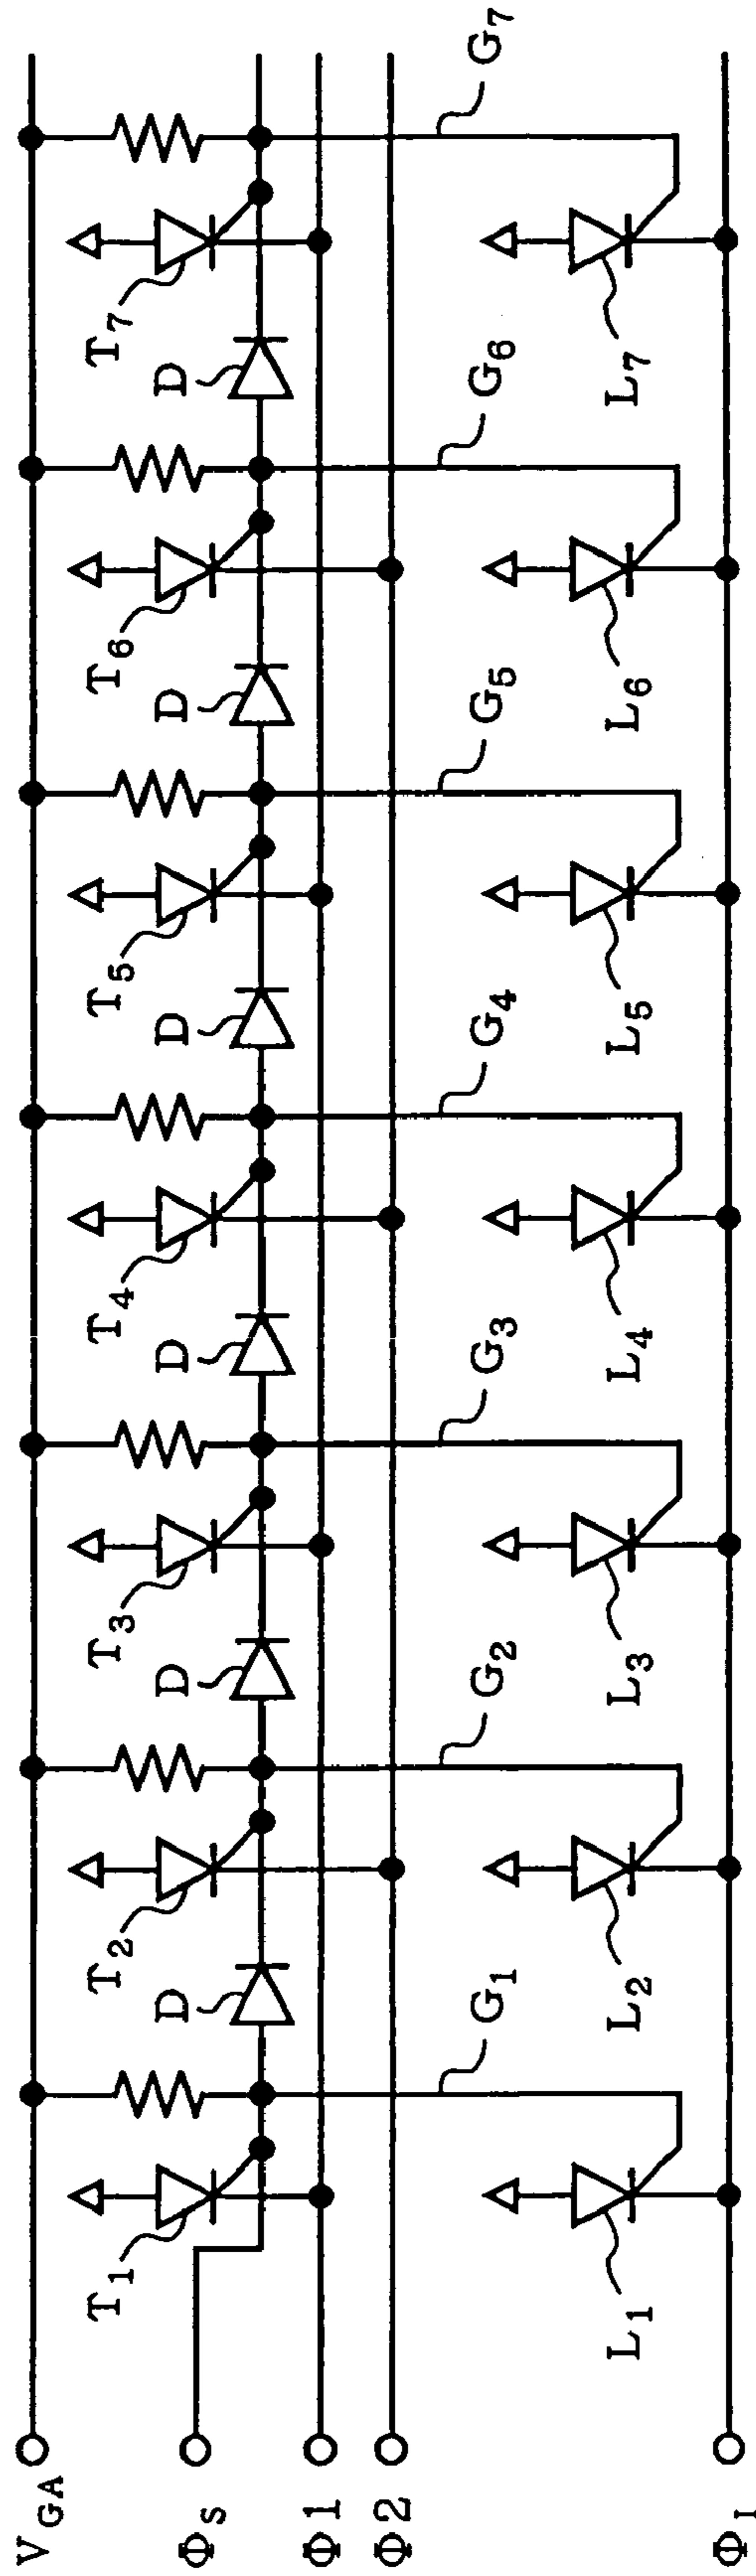 V_GA
Φ_S
Φ1
Φ2
Φ_I
T₁
T₂
T₃
T₄
T₅
T₆
T₇
D
D
D
D
D
D
G₁
G₂
G₃
G₄
G₅
G₆
G₇
L₁
L₂
L₃
L₄
L₅
L₆
L₇